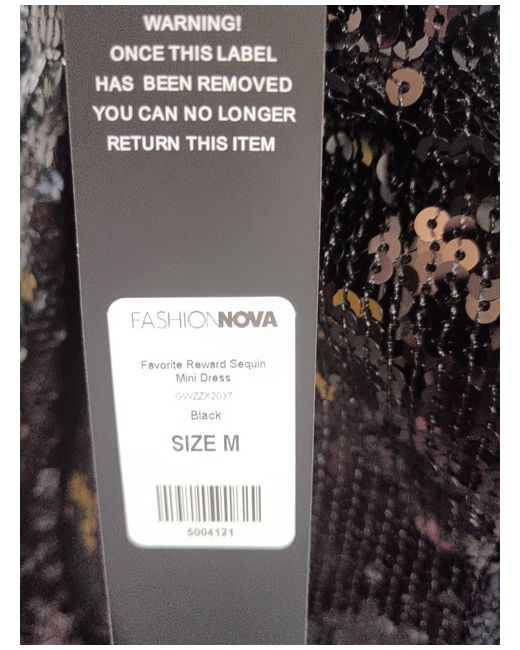 WARNING!
ONCE THIS LABEL
HAS BEEN REMOVED
YOU CAN NO LONGER
RETURN THIS ITEM
FASHIONNOVA
Favorite Reward Sequin
Mini Dress
GWZZX2037
Black
SIZE M
5004121